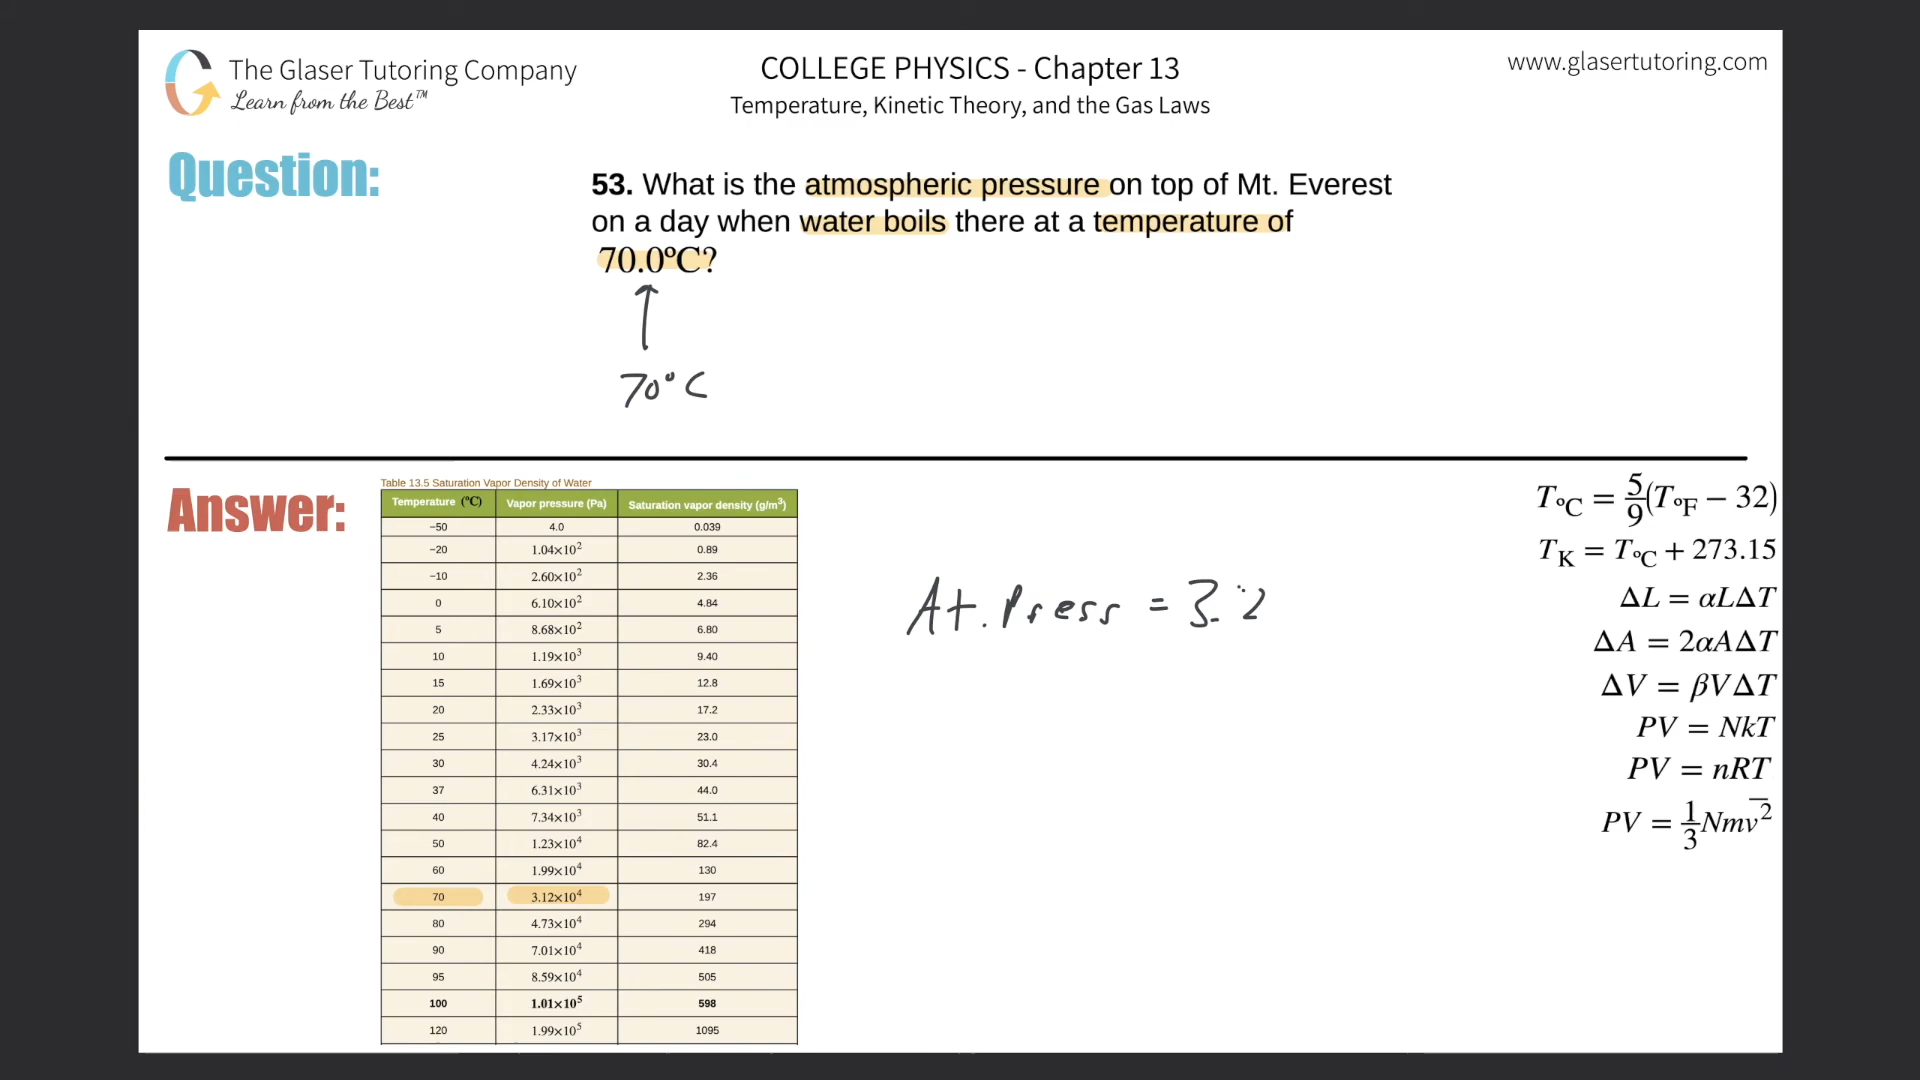 The Glaser Tutoring Company
Learn from the Best™
COLLEGE PHYSICS - Chapter 13
Temperature, Kinetic Theory, and the Gas Laws
www.glasertutoring.com
Question:
53. What is the atmospheric pressure on top of Mt. Everest
on a day when water boils there at a temperature of
70.0ºC?
70°C
Answer:
Table 13.5 Saturation Vapor Density of Water
Temperature (ºC) Vapor pressure (Pa) Saturation vapor density (g/m³)
−50 4.0 0.039
−20 1.04×10² 0.89
−10 2.60×10² 2.36
0 6.10×10² 4.84
5 8.68×10² 6.80
10 1.19×10³ 9.40
15 1.69×10³ 12.8
20 2.33×10³ 17.2
25 3.17×10³ 23.0
30 4.24×10³ 30.4
37 6.31×10³ 44.0
40 7.34×10³ 51.1
50 1.23×10⁴ 82.4
60 1.99×10⁴ 130
70 3.12×10⁴ 197
80 4.73×10⁴ 294
90 7.01×10⁴ 418
95 8.59×10⁴ 505
100 1.01×10⁵ 598
120 1.99×10⁵ 1095
At. Press = 3.2
T ºC = 5/9(T ºF − 32)
T K = T ºC + 273.15
ΔL = αLΔT
ΔA = 2αAΔT
ΔV = βVΔT
PV = NkT
PV = nRT
PV = 1/3 Nmv̅²